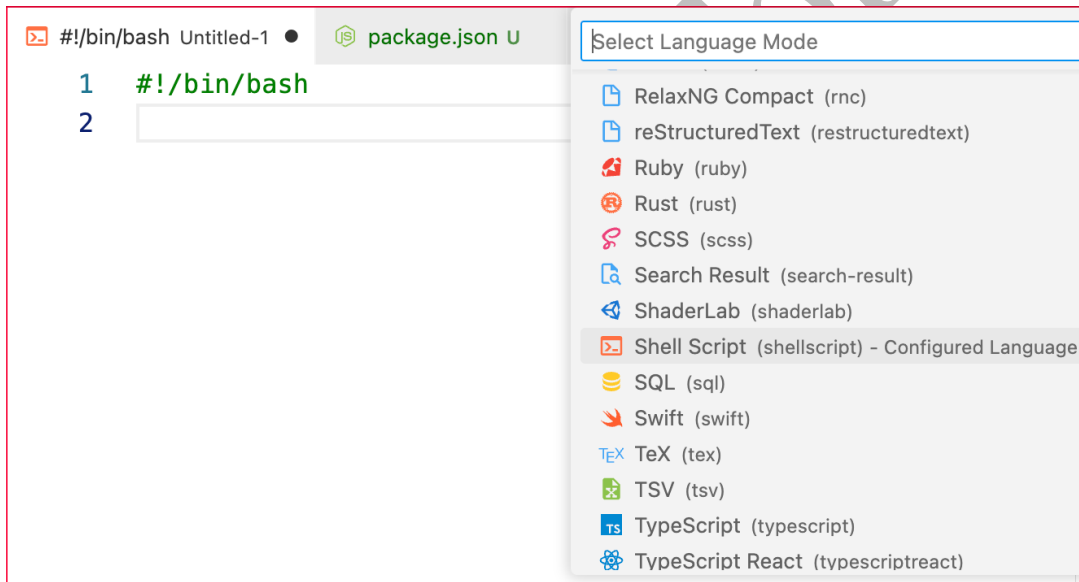 #!/bin/bash Untitled-1 ●
package.json U
1 #!/bin/bash
2
Select Language Mode
RelaxNG Compact (rnc)
reStructuredText (restructuredtext)
Ruby (ruby)
Rust (rust)
SCSS (scss)
Search Result (search-result)
ShaderLab (shaderlab)
Shell Script (shellscript) - Configured Language
SQL (sql)
Swift (swift)
TEX TeX (tex)
TSV (tsv)
TS TypeScript (typescript)
TypeScript React (typescriptreact)